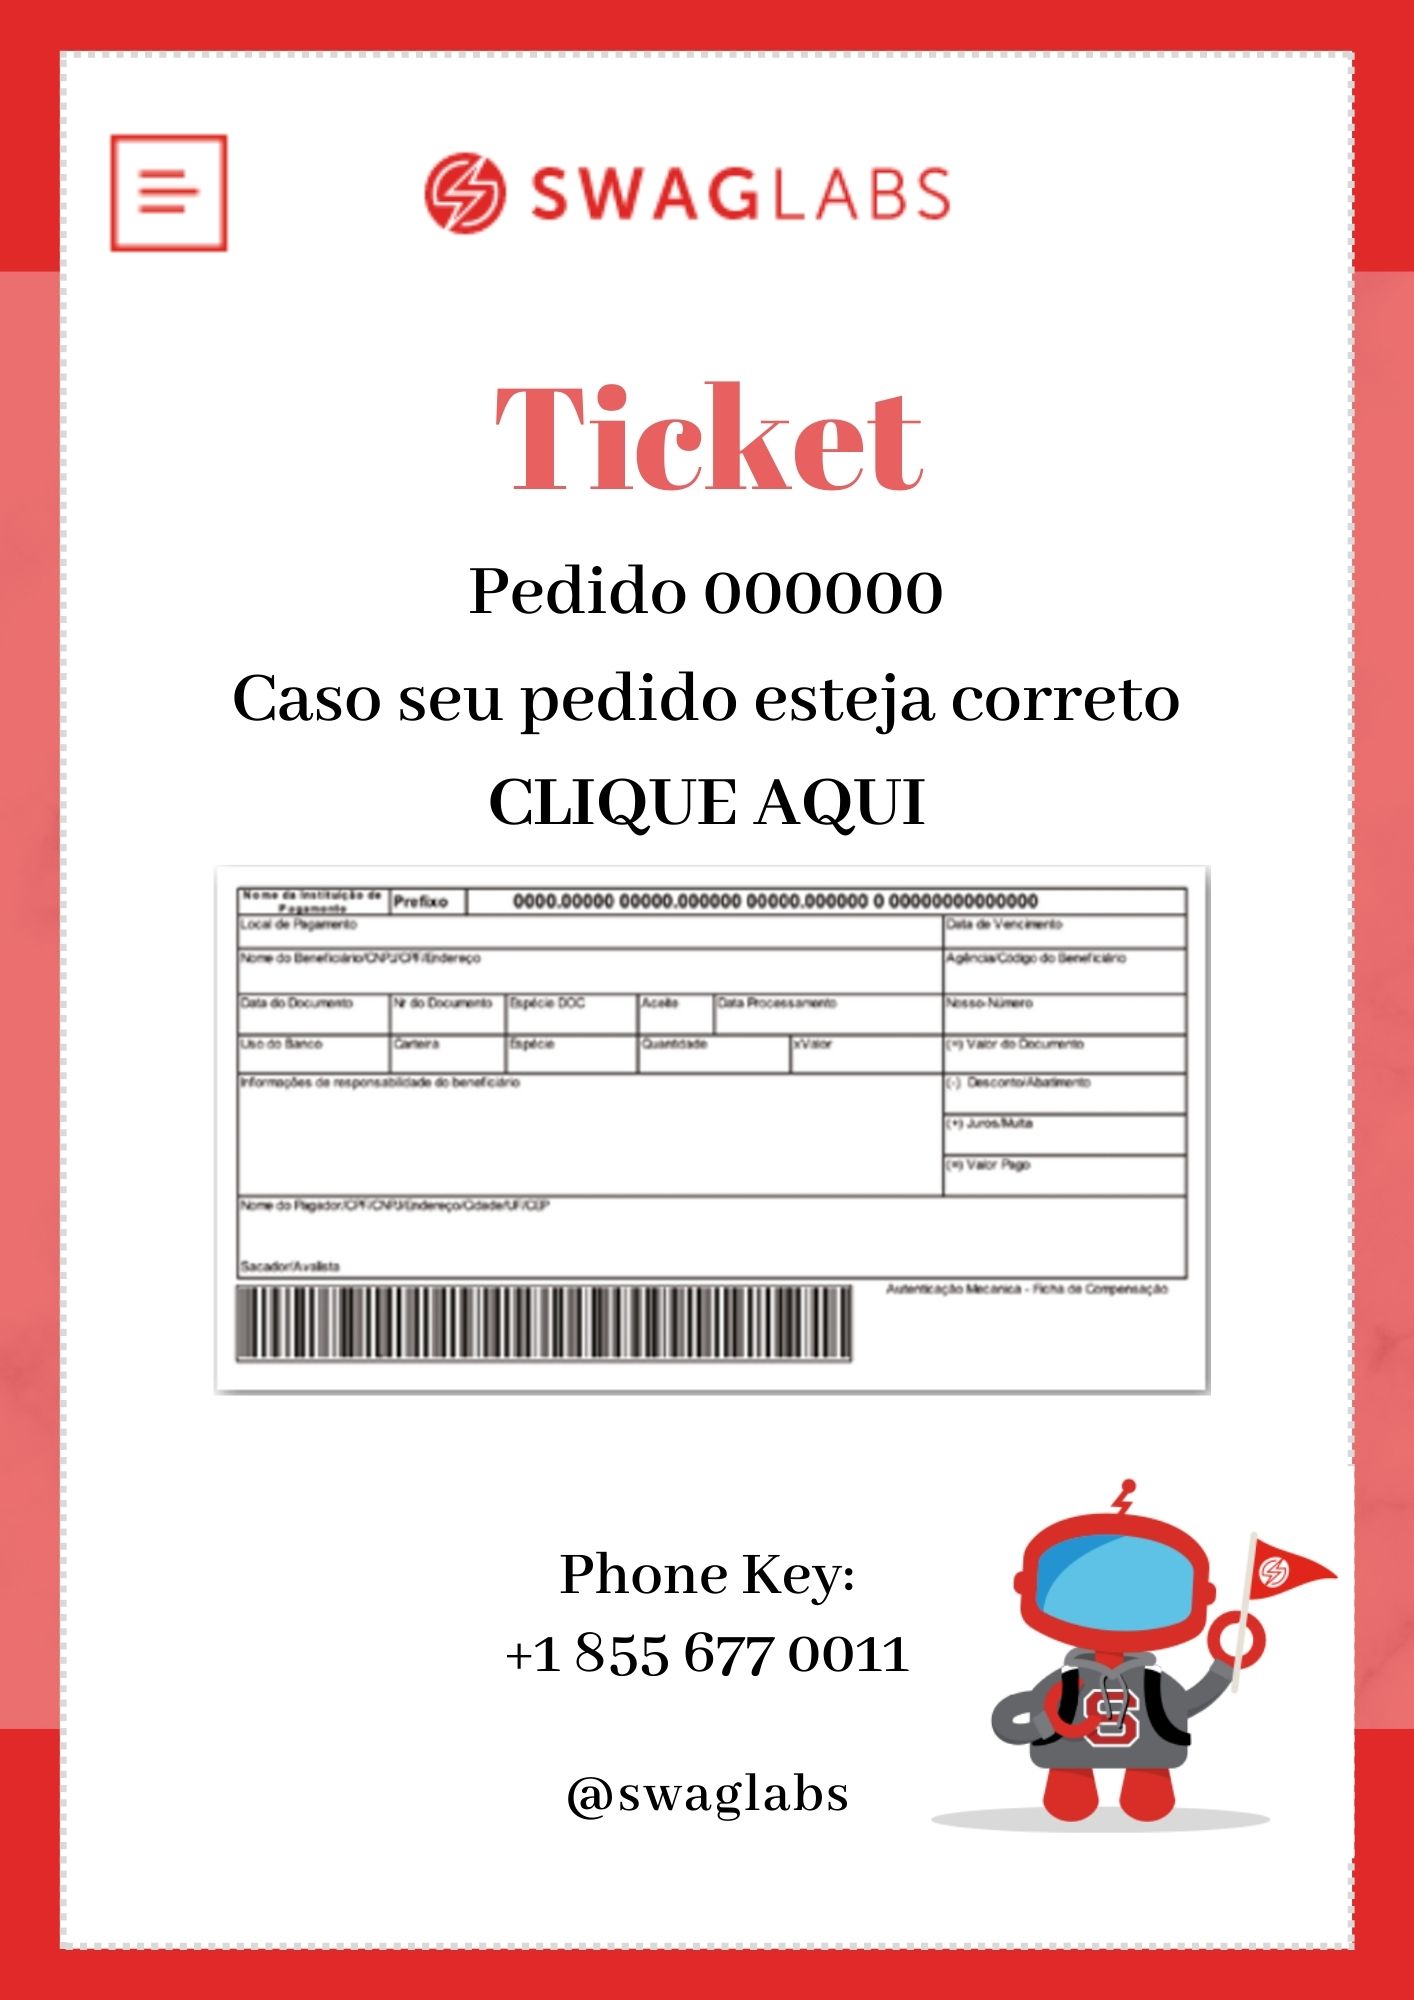 SWAGLABS
Ticket
Pedido 000000
Caso seu pedido esteja correto
CLIQUE AQUI
Nome da Instituição de Pagamento
Prefixo
0000.00000 00000.000000 00000.000000 0 00000000000000
Local de Pagamento
Data de Vencimento
Nome do Beneficiário/CNPJ/CPF/Endereço
Agência/Código do Beneficiário
Data do Documento
Nr do Documento
Espécie DOC
Aceite
Data Processamento
Nosso-Número
Uso do Banco
Carteira
Espécie
Quantidade
xValor
(=) Valor do Documento
Informações de responsabilidade do beneficiário
(-) Desconto/Abatimento
(+) Juros/Multa
(=) Valor Pago
Nome do Pagador/CPF/CNPJ/Endereço/Cidade/UF/CEP
Sacador/Avalista
Autenticação Mecânica - Ficha de Compensação
Phone Key:
+1 855 677 0011
S
@swaglabs